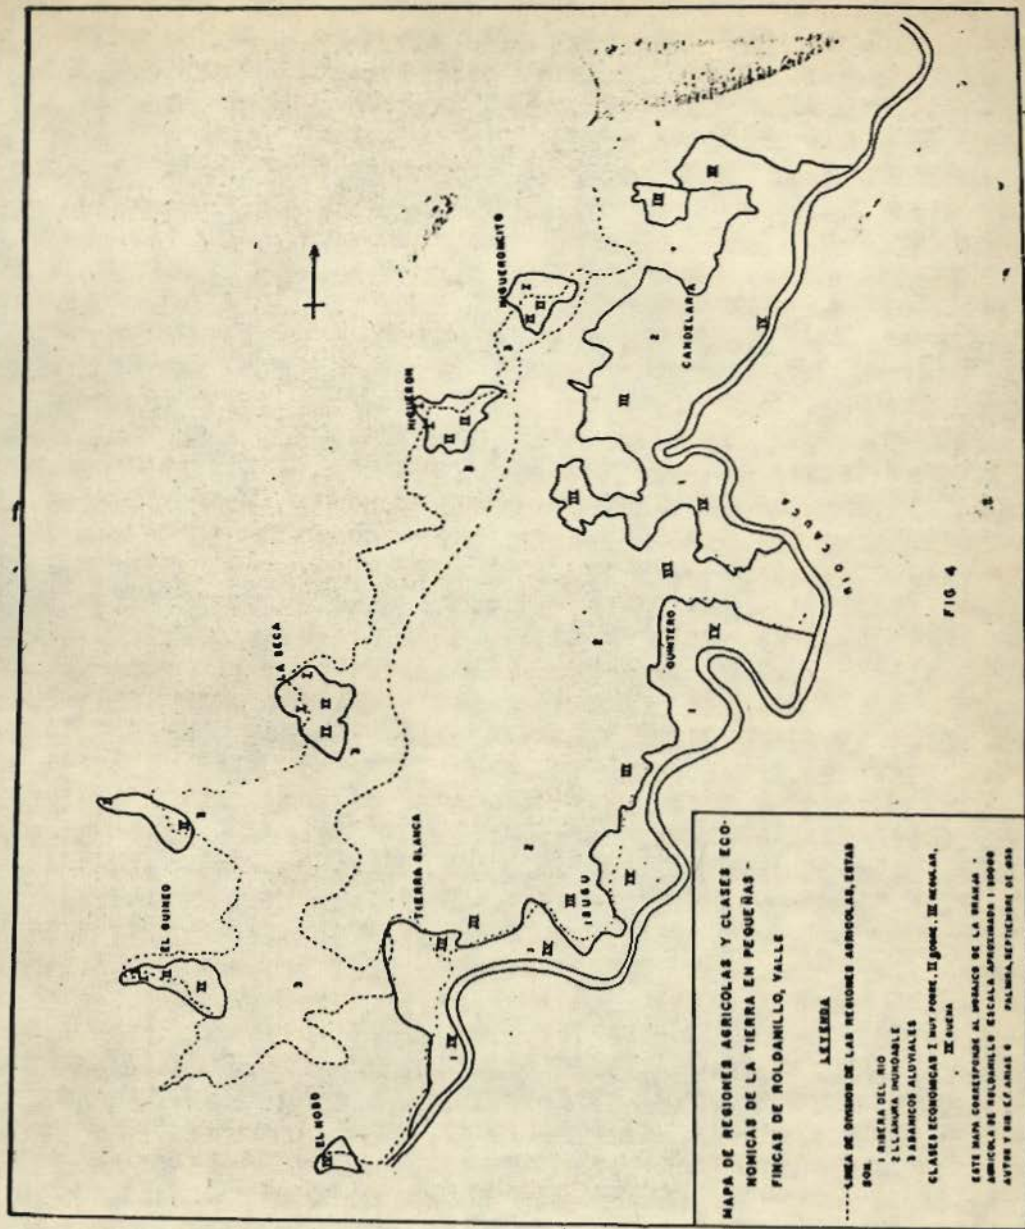 HIGUERONCITO
HIGUERON
CANDELARIA
LA SECA
QUINTERO
RIO CAUCA
EL GUINEO
TIERRA BLANCA
ISUGU
EL NORO
FIG 4
MAPA DE REGIONES AGRICOLAS Y CLASES ECO-
NOMICAS DE LA TIERRA EN PEQUEÑAS -
FINCAS DE ROLDANILLO, VALLE
LEYENDA
----- LINEA DE DIVISION DE LAS REGIONES AGRICOLAS, ESTAS
SON.
1 RIBERA DEL RIO
2 LLANURA INUNDABLE
3 ABANICOS ALUVIALES
CLASES ECONOMICAS I MUY POBRE, II POBRE, III REGULAR,
IV BUENA
ESTE MAPA CORRESPONDE AL MOSAICO DE LA GRANJA -
AGRICOLA DE ROLDANILLO ESCALA APROXIMADA
PALMIRA, SEPTIEMBRE DE